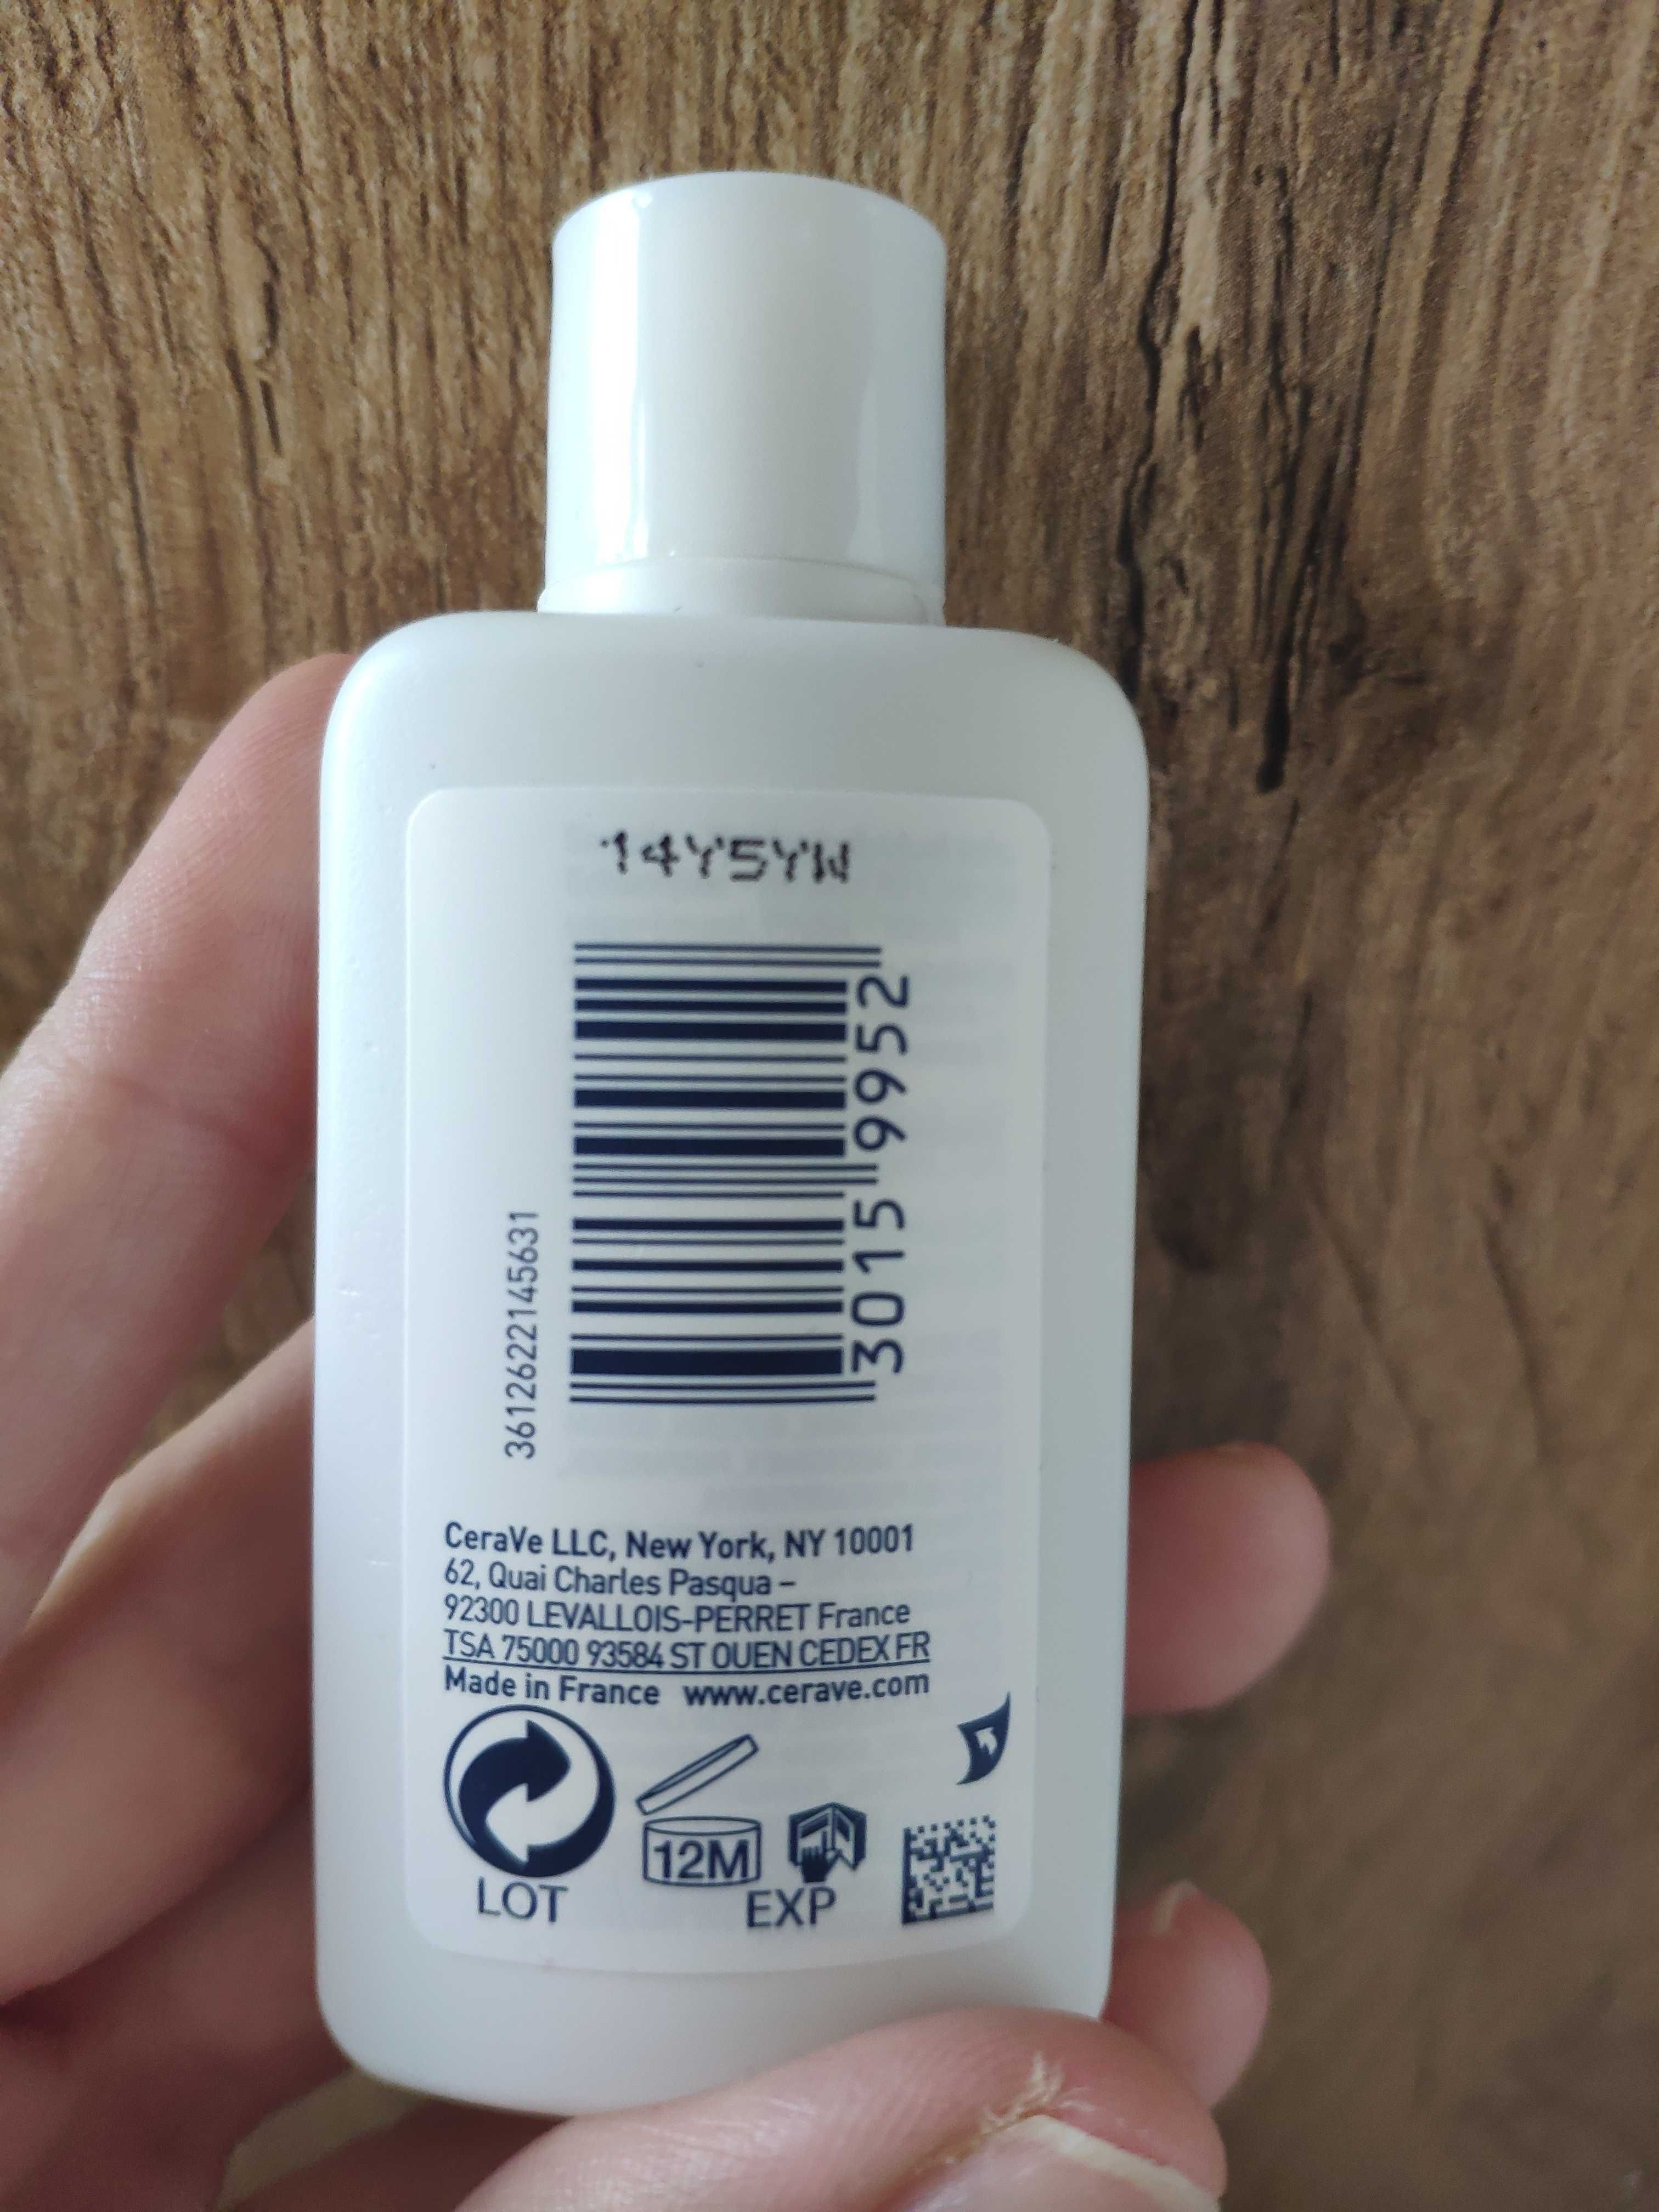 14Y5YW
3015 9952
3612622145631
CeraVe LLC, New York, NY 10001
62, Quai Charles Pasqua –
92300 LEVALLOIS-PERRET France
TSA 75000 93584 ST OUEN CEDEX FR
Made in France www.cerave.com
12M
LOT EXP